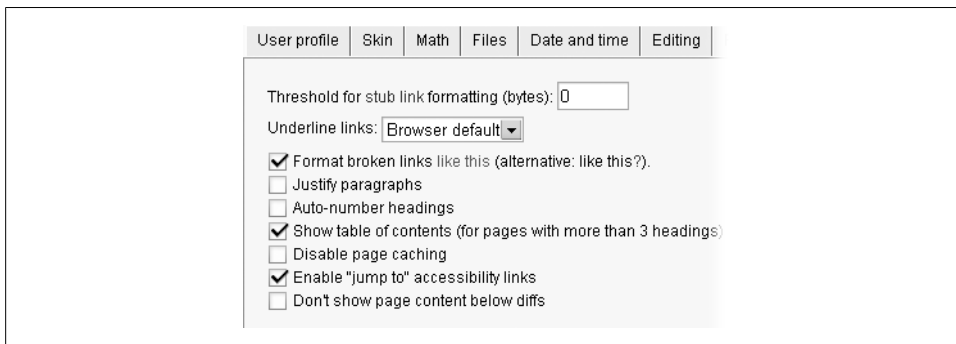 User profile Skin Math Files Date and time Editing
Threshold for stub link formatting (bytes): 0
Underline links: Browser default
Format broken links like this (alternative: like this?).
Justify paragraphs
Auto-number headings
Show table of contents (for pages with more than 3 headings)
Disable page caching
Enable "jump to" accessibility links
Don't show page content below diffs